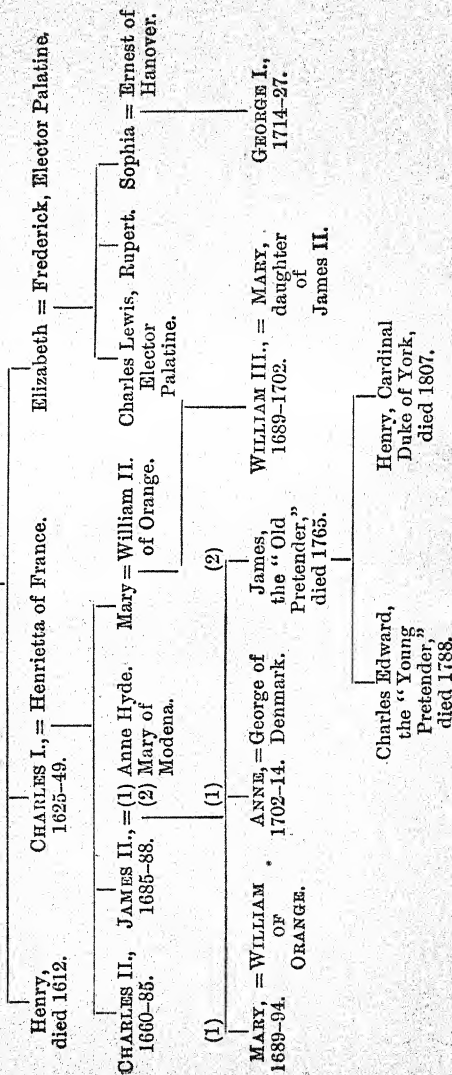 Henry,
died 1612.
CHARLES I., = Henrietta of France.
1625-49.
Elizabeth = Frederick, Elector Palatine.
CHARLES II.,
1660-85.
JAMES II., = (1) Anne Hyde.
1685-88. (2) Mary of
Modena.
Mary = William II.
of Orange.
Charles Lewis,
Elector
Palatine.
Rupert.
Sophia = Ernest of
Hanover.
(1)
MARY, = WILLIAM
1689-94. OF
ORANGE.
(1)
ANNE, = George of
1702-14. Denmark.
(2)
James,
the "Old
Pretender,"
died 1765.
WILLIAM III., = MARY,
1689-1702. daughter
of
James II.
GEORGE I.,
1714-27.
Charles Edward,
the "Young
Pretender,"
died 1788.
Henry, Cardinal
Duke of York,
died 1807.